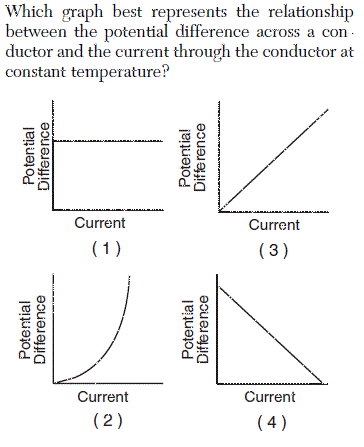 Which graph best represents the relationship
between the potential difference across a con-
ductor and the current through the conductor at
constant temperature?
Potential
Difference
Current
(1)
Potential
Difference
Current
(3)
Potential
Difference
Current
(2)
Potential
Difference
Current
(4)